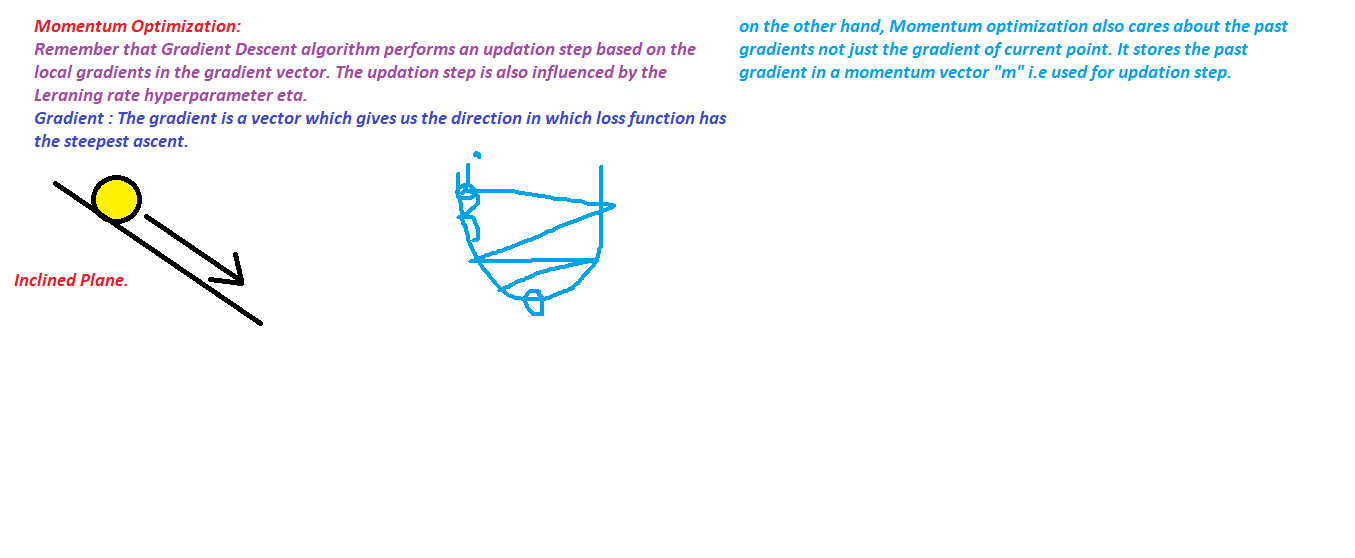 Momentum Optimization:
Remember that Gradient Descent algorithm performs an updation step based on the
local gradients in the gradient vector. The updation step is also influenced by the
Leraning rate hyperparameter eta.
Gradient : The gradient is a vector which gives us the direction in which loss function has
the steepest ascent.
Inclined Plane.
on the other hand, Momentum optimization also cares about the past
gradients not just the gradient of current point. It stores the past
gradient in a momentum vector "m" i.e used for updation step.